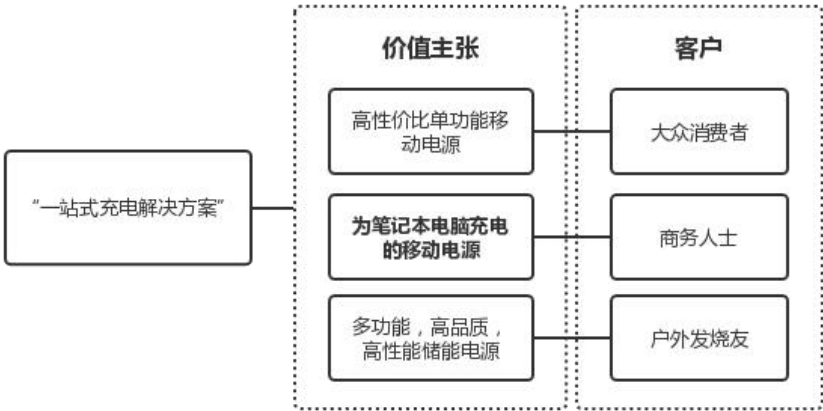 价值主张
客户
高性价比单功能移
动电源
大众消费者
“一站式充电解决方案”
为笔记本电脑充电
的移动电源
商务人士
多功能，高品质，
高性能储能电源
户外发烧友